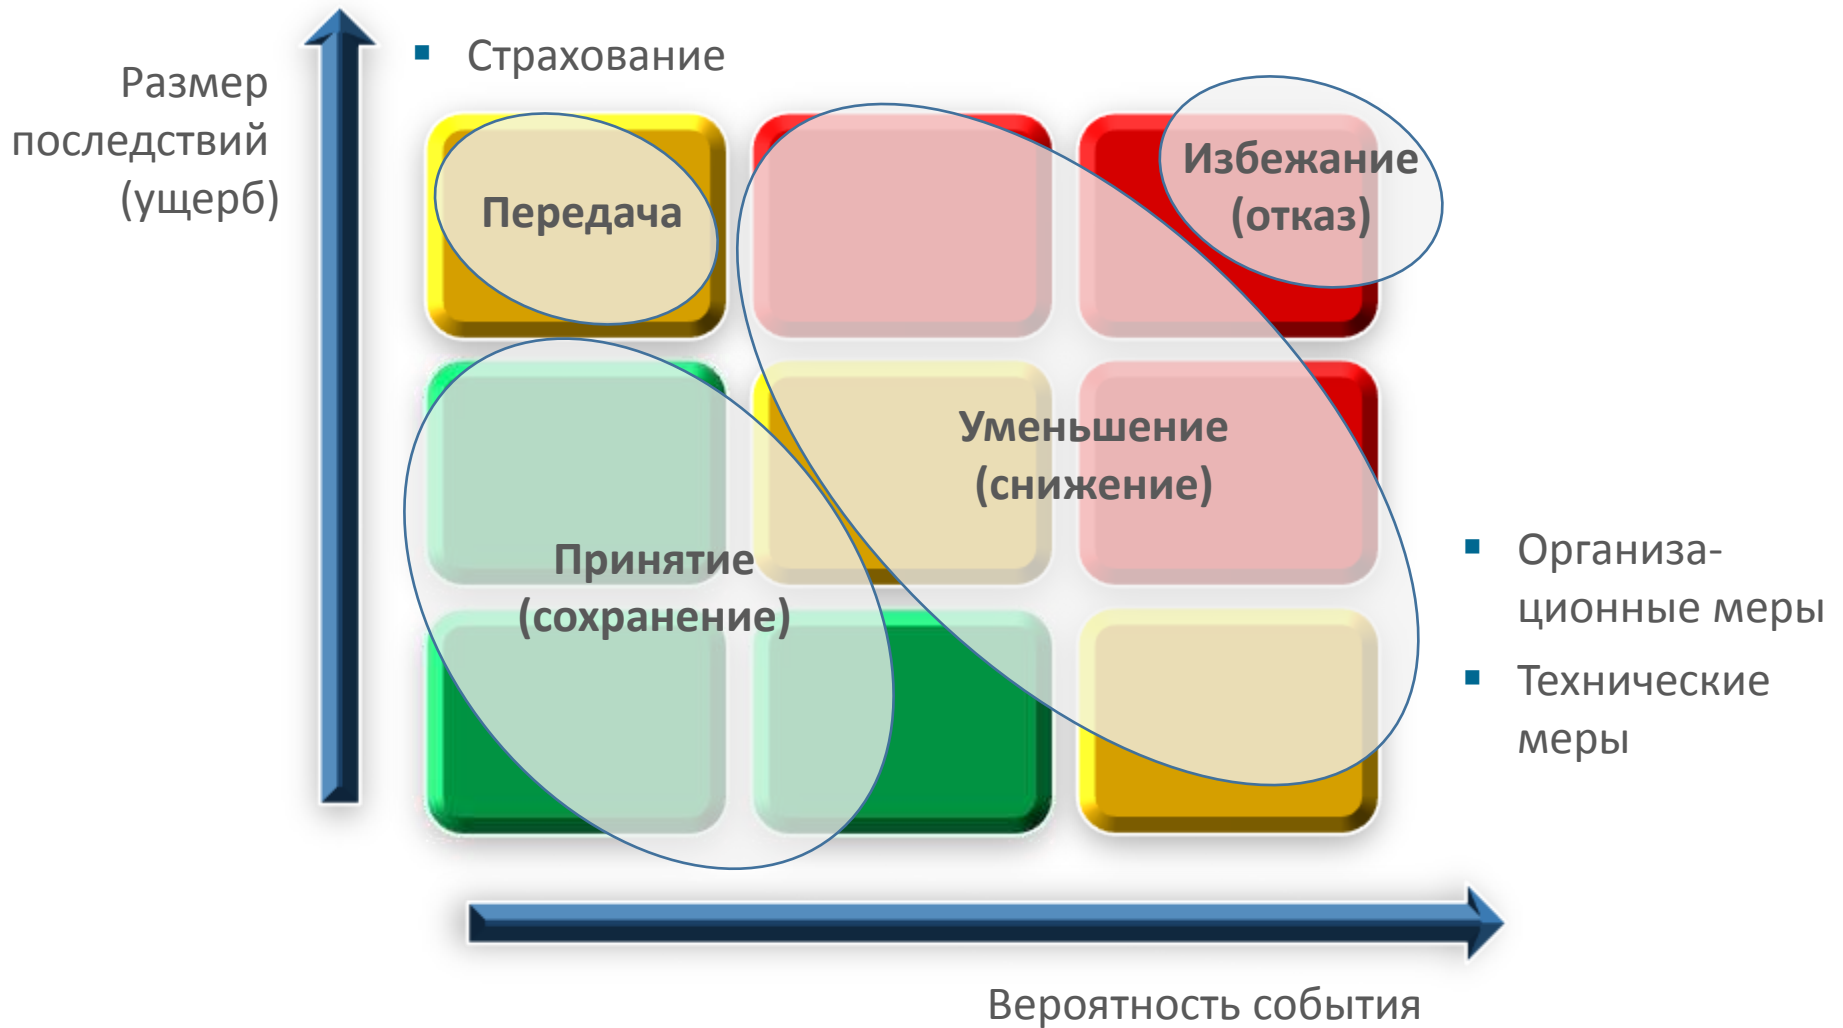 Размер
последствий
(ущерб)
▪ Страхование
Передача
Избежание
(отказ)
Уменьшение
(снижение)
Принятие
(сохранение)
▪ Организа-
ционные меры
▪ Технические
меры
Вероятность события